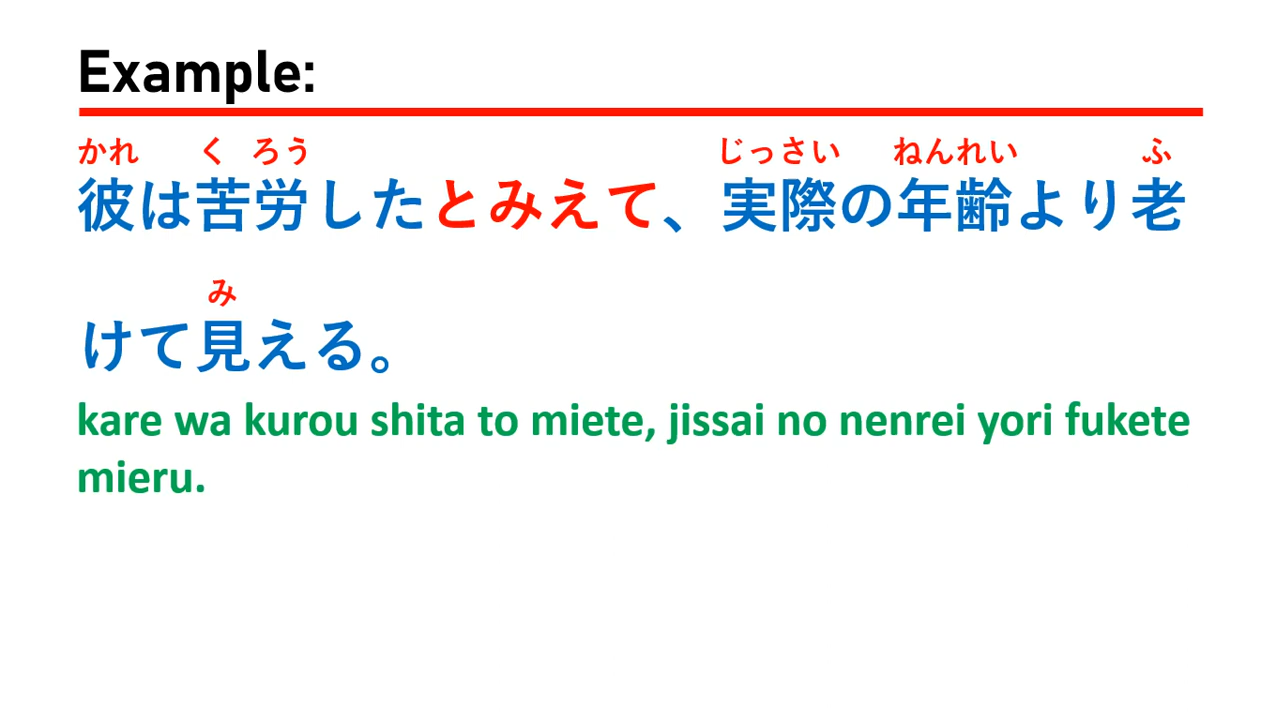 Example:
かれ く ろう じっさい ねんれい ふ
彼は苦労したとみえて、実際の年齢より老
み
けて見える。
kare wa kurou shita to miete, jissai no nenrei yori fukete
mieru.